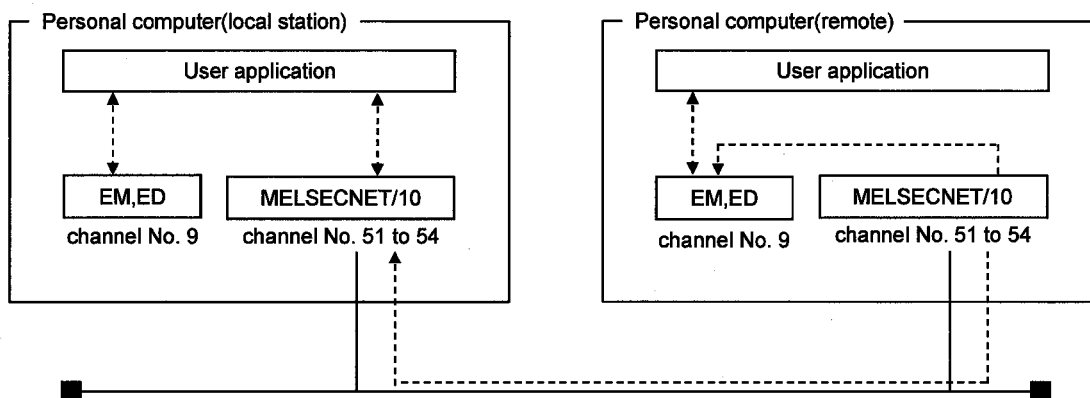 Personal computer(local station)
User application
EM,ED
channel No. 9
MELSECNET/10
channel No. 51 to 54
Personal computer(remote)
User application
EM,ED
channel No. 9
MELSECNET/10
channel No. 51 to 54